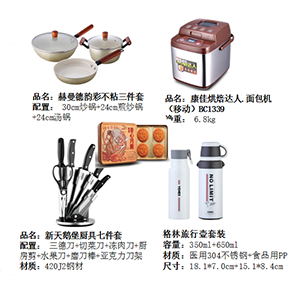 品名：赫曼德韵彩不粘三件套
配置： 30cm炒锅+24cm煎炒锅
+24cm汤锅
品名：康佳烘焙达人.面包机
（移动）BC1339
净重： 6.8kg
NO LIMIT
品名：新天鹅堡厨具七件套
配置： 三德刀+切菜刀+冻肉刀+厨
房剪+水果刀+磨刀棒+亚克力刀架
材质：420J2钢材
格林旅行壶套装
容量：350ml+650ml
材质：医用304不锈钢+食品用PP
尺寸：18.1*7.0cm+15.1*8.4cm